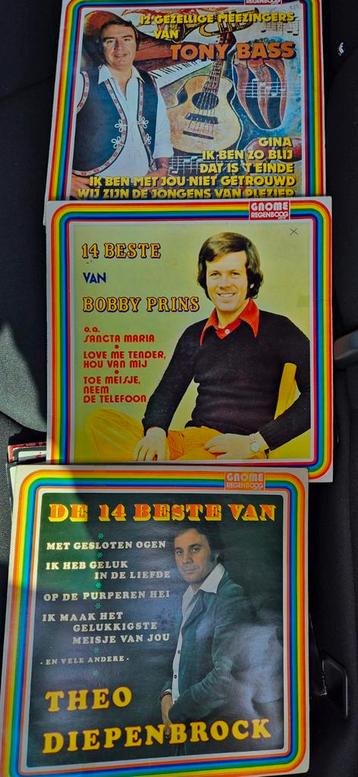 REGENBOOG
12 GEZELLIGE MEEZINGERS
VAN
TONY BASS
GINA
IK BEN ZO BLIJ
DAT IS 'T EINDE
IK BEN MET JOU NIET GETROUWD
WIJ ZIJN DE JONGENS VAN PLEZIER
GNOME
REGENBOOG
14 BESTE
VAN
BOBBY PRINS
o.a.
SANCTA MARIA
LOVE ME TENDER,
HOU VAN MIJ
TOE MEISJE,
NEEM
DE TELEFOON
GNOME
REGENBOOG
DE 14 BESTE VAN
MET GESLOTEN OGEN
IK HEB GELUK
IN DE LIEFDE
OP DE PURPEREN HEI
IK MAAK HET
GELUKKIGSTE
MEISJE VAN JOU
- EN VELE ANDERE -
THEO
DIEPENBROCK